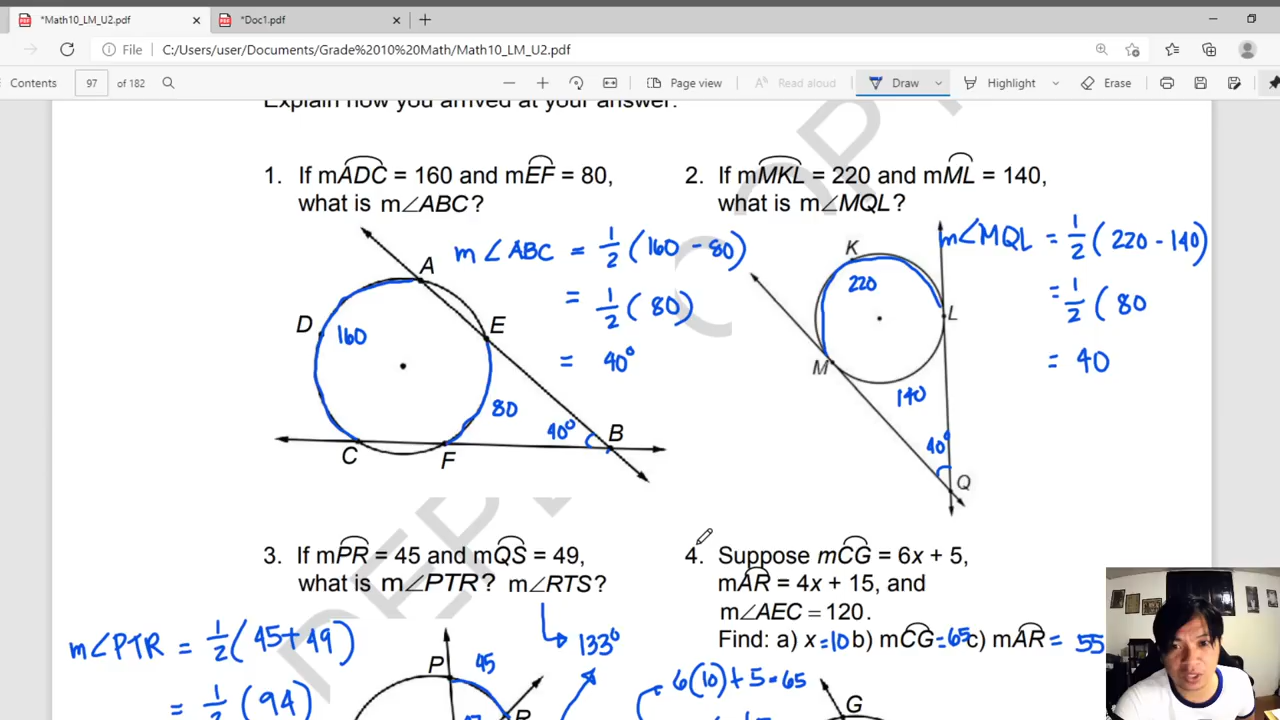 *Math10_LM_U2.pdf
*Doc1.pdf
File
C:/Users/user/Documents/Grade%2010%20Math/Math10_LM_U2.pdf
Contents
97
of 182
Page view
Read aloud
Draw
Highlight
Erase
Explain how you arrived at your answer.
1. If mADC = 160 and mEF = 80,
what is m∠ABC?
m∠ABC = 1/2 (160 - 80)
= 1/2 (80)
= 40°
A
D
E
160
80
40°
B
C
F
2. If mMKL = 220 and mML = 140,
what is m∠MQL?
m∠MQL = 1/2 (220 - 140)
= 1/2 (80
= 40
K
220
L
M
140
40°
Q
3. If mPR = 45 and mQS = 49,
what is m∠PTR? m∠RTS?
133°
m∠PTR = 1/2 (45+49)
= 1/2 (94)
P
45
R
4. Suppose mCG = 6x + 5,
mAR = 4x + 15, and
m∠AEC = 120.
Find: a) x =10 b) mCG =65 c) mAR = 55
6(10) + 5 = 65
G